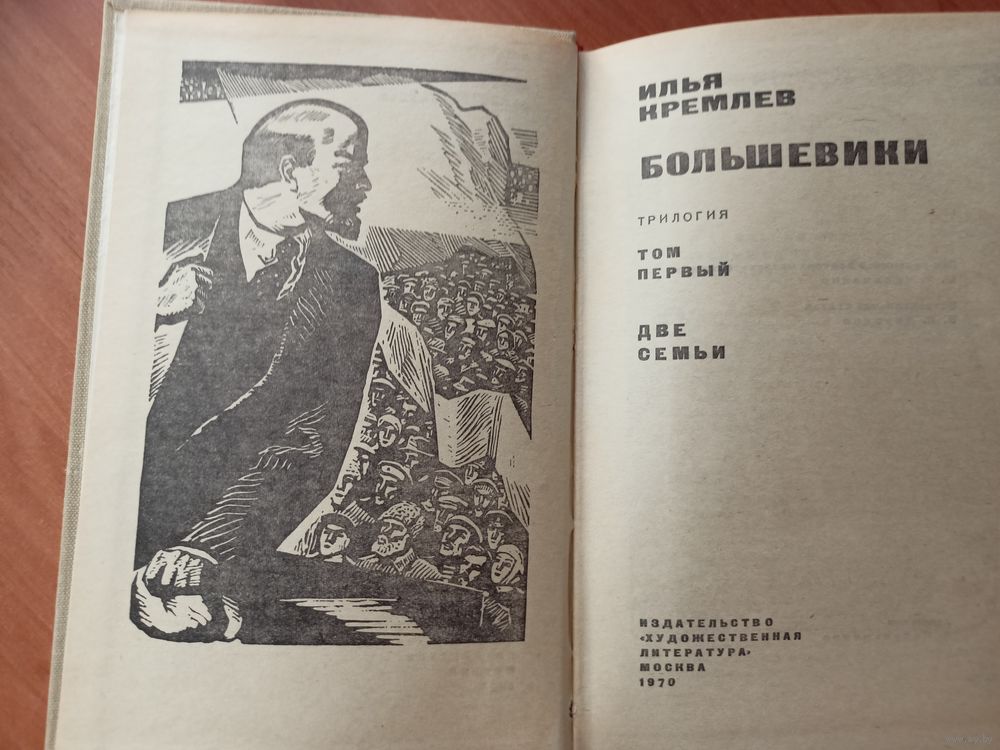 ИЛЬЯ
КРЕМЛЕВ
БОЛЬШЕВИКИ
ТРИЛОГИЯ
ТОМ
ПЕРВЫЙ
ДВЕ
СЕМЬИ
ИЗДАТЕЛЬСТВО
«ХУДОЖЕСТВЕННАЯ
ЛИТЕРАТУРА»
МОСКВА
1970